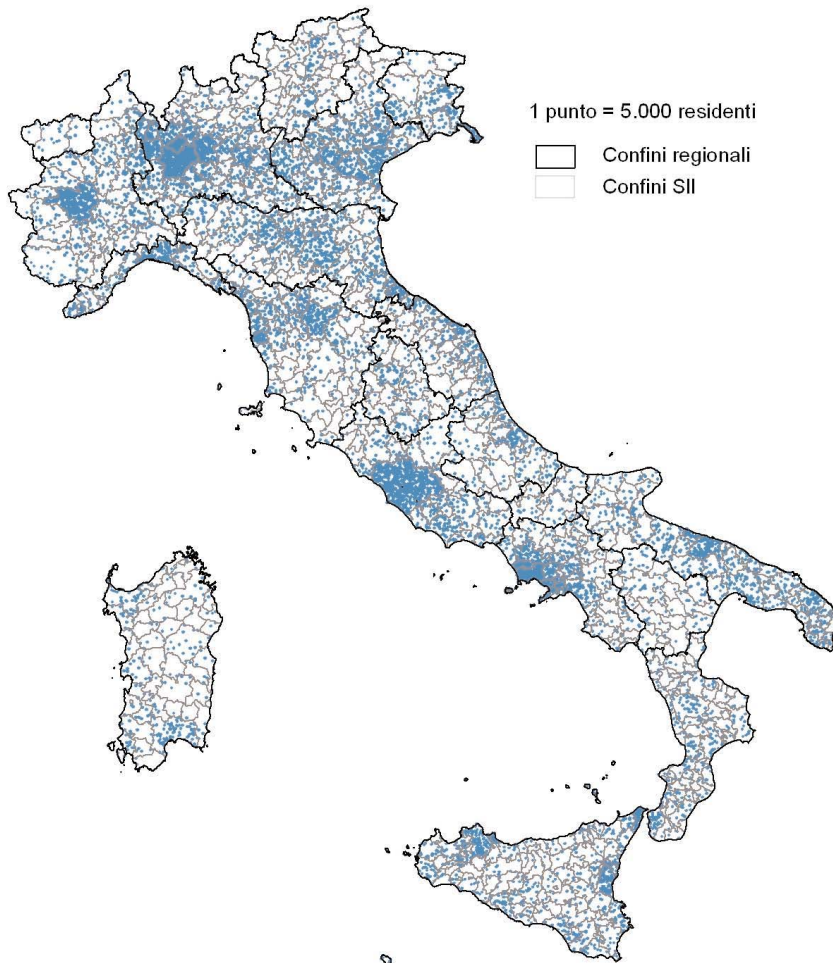 1 punto = 5.000 residenti
Confini regionali
Confini SII